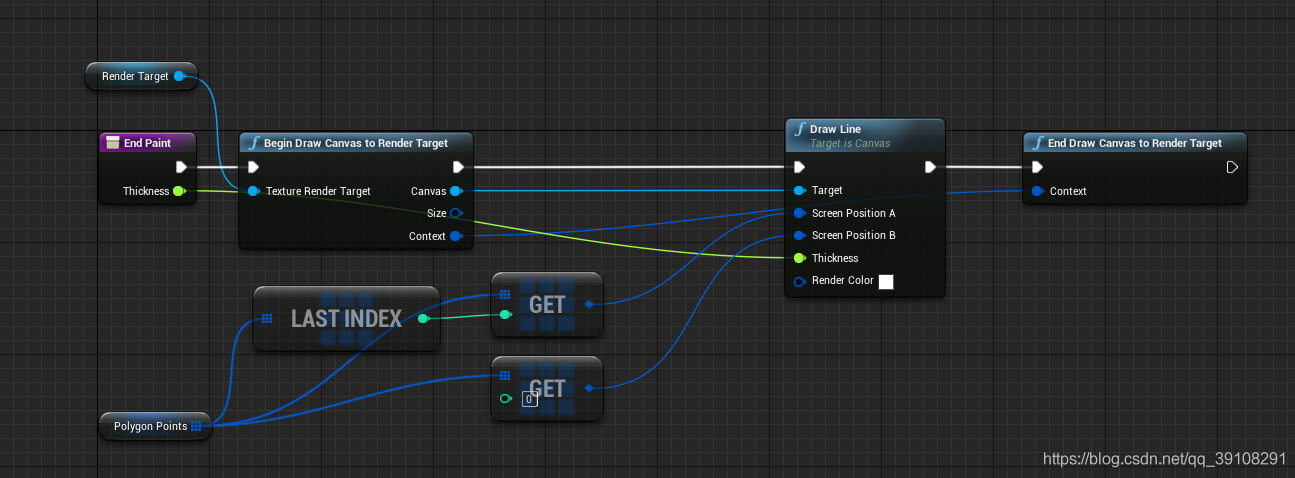 Render Target
End Paint
Thickness
f Begin Draw Canvas to Render Target
Texture Render Target
Canvas
Size
Context
f Draw Line
Target is Canvas
Target
Screen Position A
Screen Position B
Thickness
Render Color
f End Draw Canvas to Render Target
Context
LAST INDEX
GET
GET
0
Polygon Points
https://blog.csdn.net/qq_39108291